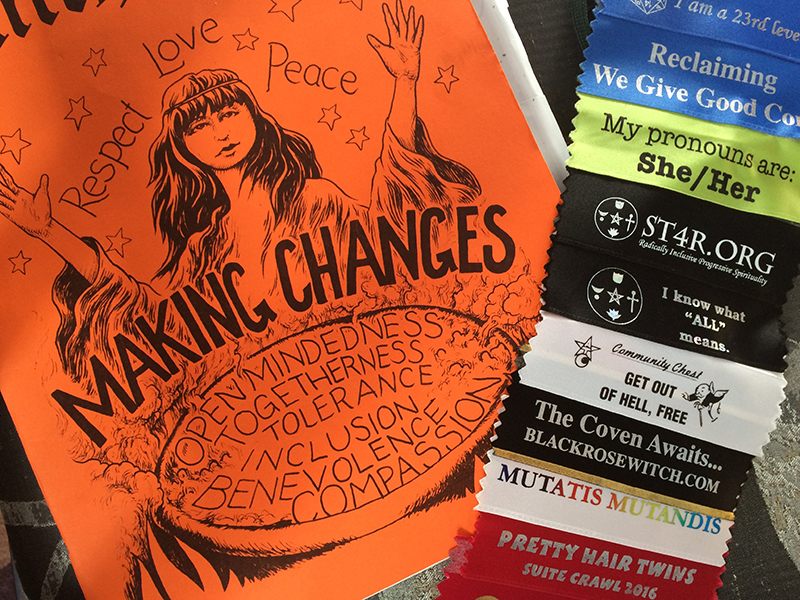 Respect
Love
Peace
MAKING CHANGES
OPEN MINDEDNESS
TOGETHERNESS
TOLERANCE
INCLUSION
BENEVOLENCE
COMPASSION
I am a 23rd leve
Reclaiming
We Give Good Co
My pronouns are:
She/Her
ST4R.ORG
Radically Inclusive Progressive Spirituality
I know what
"ALL"
means.
Community Chest
GET OUT
OF HELL, FREE
The Coven Awaits...
BLACKROSEWITCH.COM
MUTATIS MUTANDIS
PRETTY HAIR TWINS
SUITE CRAWL 2016